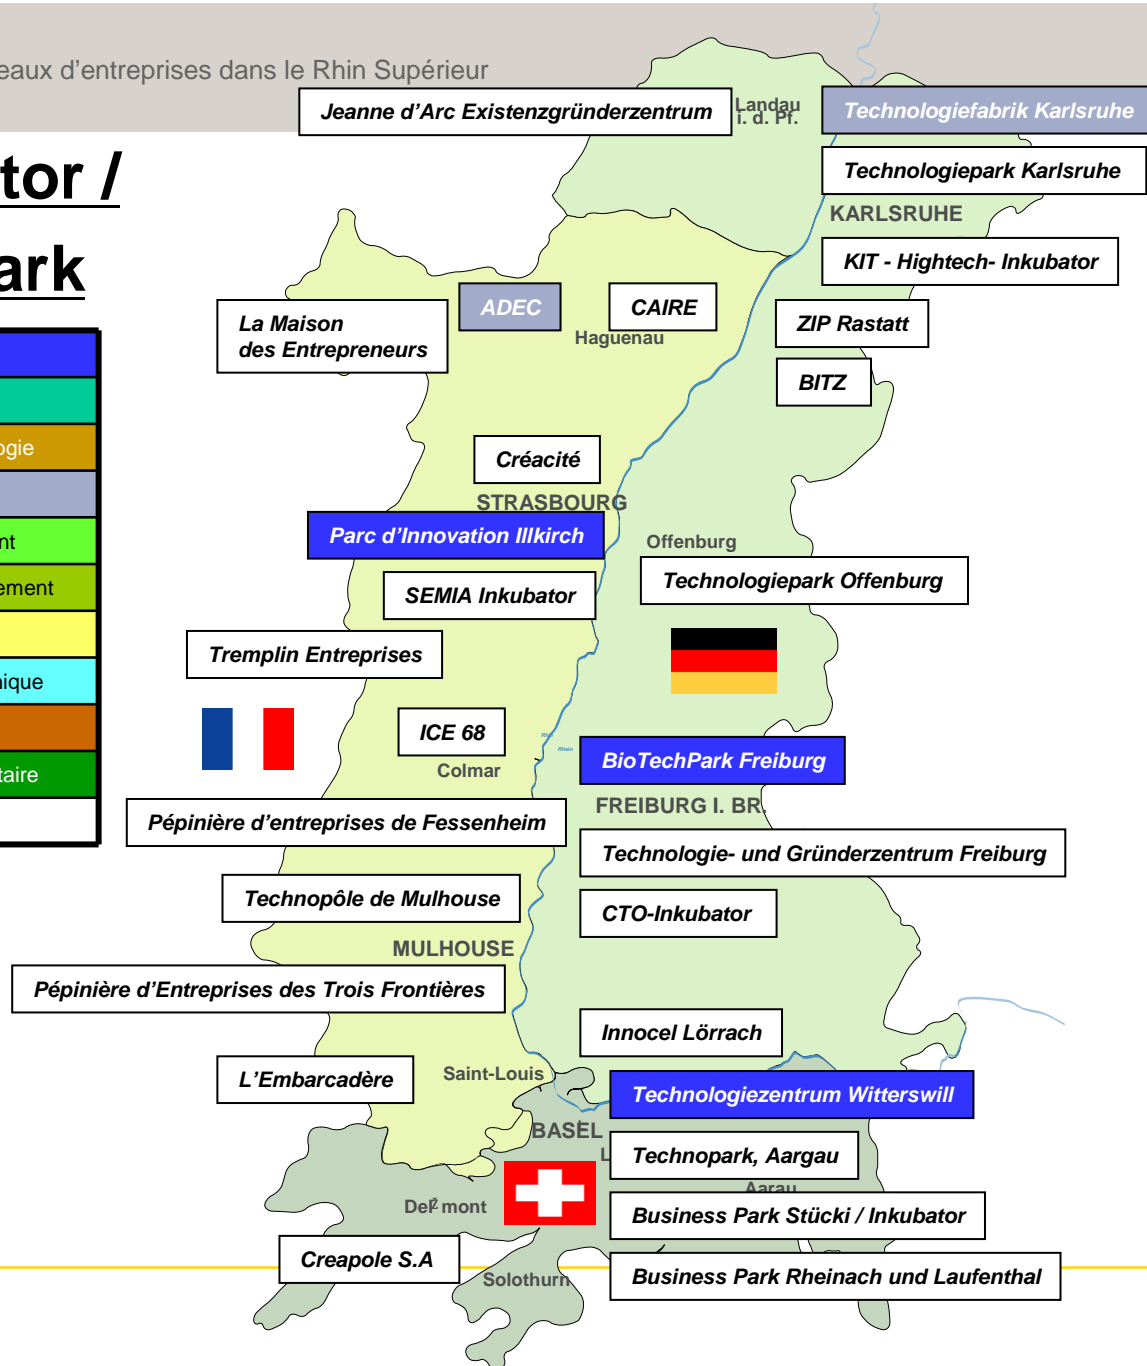 eaux d'entreprises dans le Rhin Supérieur
Jeanne d'Arc Existenzgründerzentrum
Landau
i. d. Pf.
Technologiefabrik Karlsruhe
tor /
Technologiepark Karlsruhe
KARLSRUHE
ark
KIT - Hightech- Inkubator
ADEC
CAIRE
La Maison
des Entrepreneurs
Haguenau
ZIP Rastatt
BITZ
ogie
Créacité
STRASBOURG
Parc d'Innovation Illkirch
Offenburg
nt
Technologiepark Offenburg
ement
SEMIA Inkubator
Tremplin Entreprises
nique
ICE 68
Rhin
Rhein
BioTechPark Freiburg
Colmar
taire
FREIBURG I. BR.
Pépinière d'entreprises de Fessenheim
Technologie- und Gründerzentrum Freiburg
Technopôle de Mulhouse
CTO-Inkubator
MULHOUSE
Pépinière d'Entreprises des Trois Frontières
Innocel Lörrach
L'Embarcadère
Saint-Louis
Technologiezentrum Witterswill
BASEL
L
Technopark, Aargau
Aarau
Delémont
Business Park Stücki / Inkubator
Creapole S.A
Solothurn
Business Park Rheinach und Laufenthal